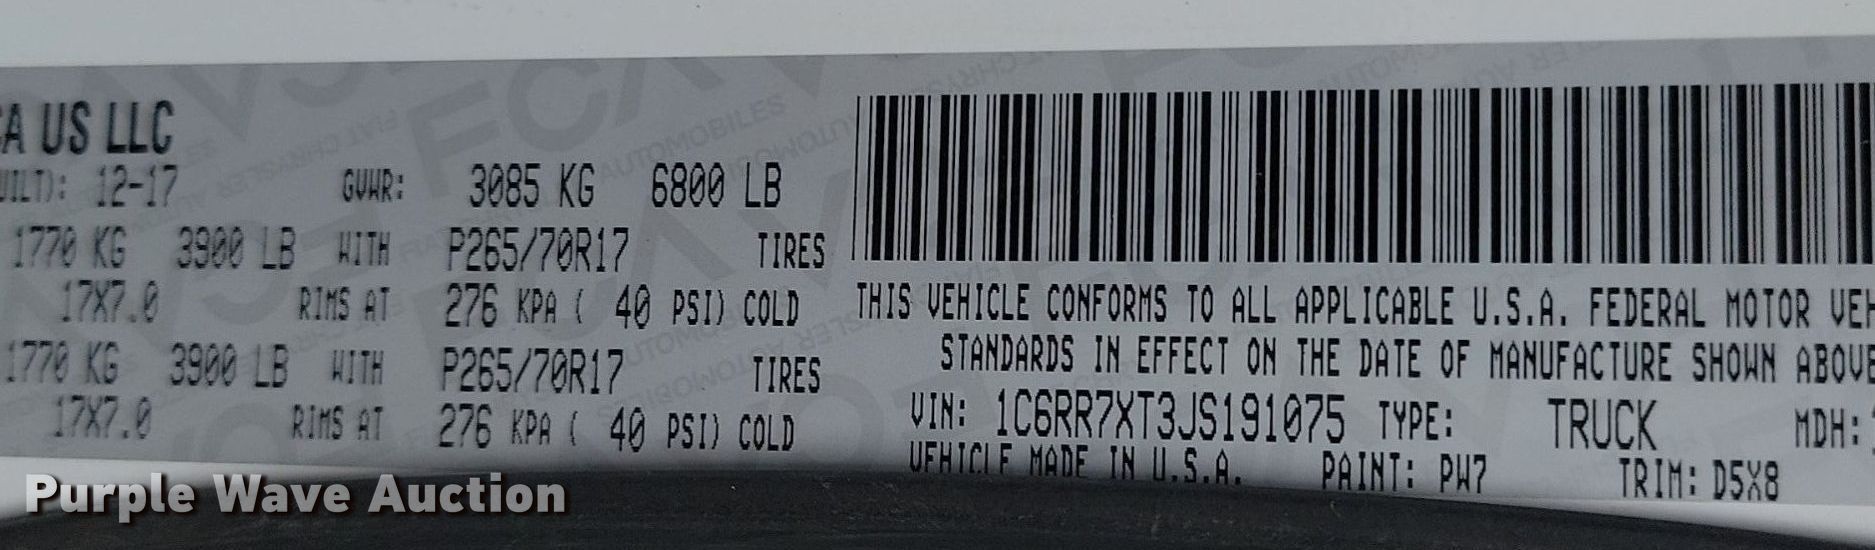 CA US LLC
UILT): 12-17 GVWR: 3085 KG 6800 LB
1770 KG 3900 LB WITH P265/70R17 TIRES
17X7.0 RIMS AT 276 KPA ( 40 PSI) COLD
1770 KG 3900 LB WITH P265/70R17 TIRES
17X7.0 RIMS AT 276 KPA ( 40 PSI) COLD
THIS VEHICLE CONFORMS TO ALL APPLICABLE U.S.A. FEDERAL MOTOR VEH
STANDARDS IN EFFECT ON THE DATE OF MANUFACTURE SHOWN ABOVE
VIN: 1C6RR7XT3JS191075 TYPE: TRUCK MDH:
VEHICLE MADE IN U.S.A. PAINT: PW7 TRIM: D5X8
Purple Wave Auction